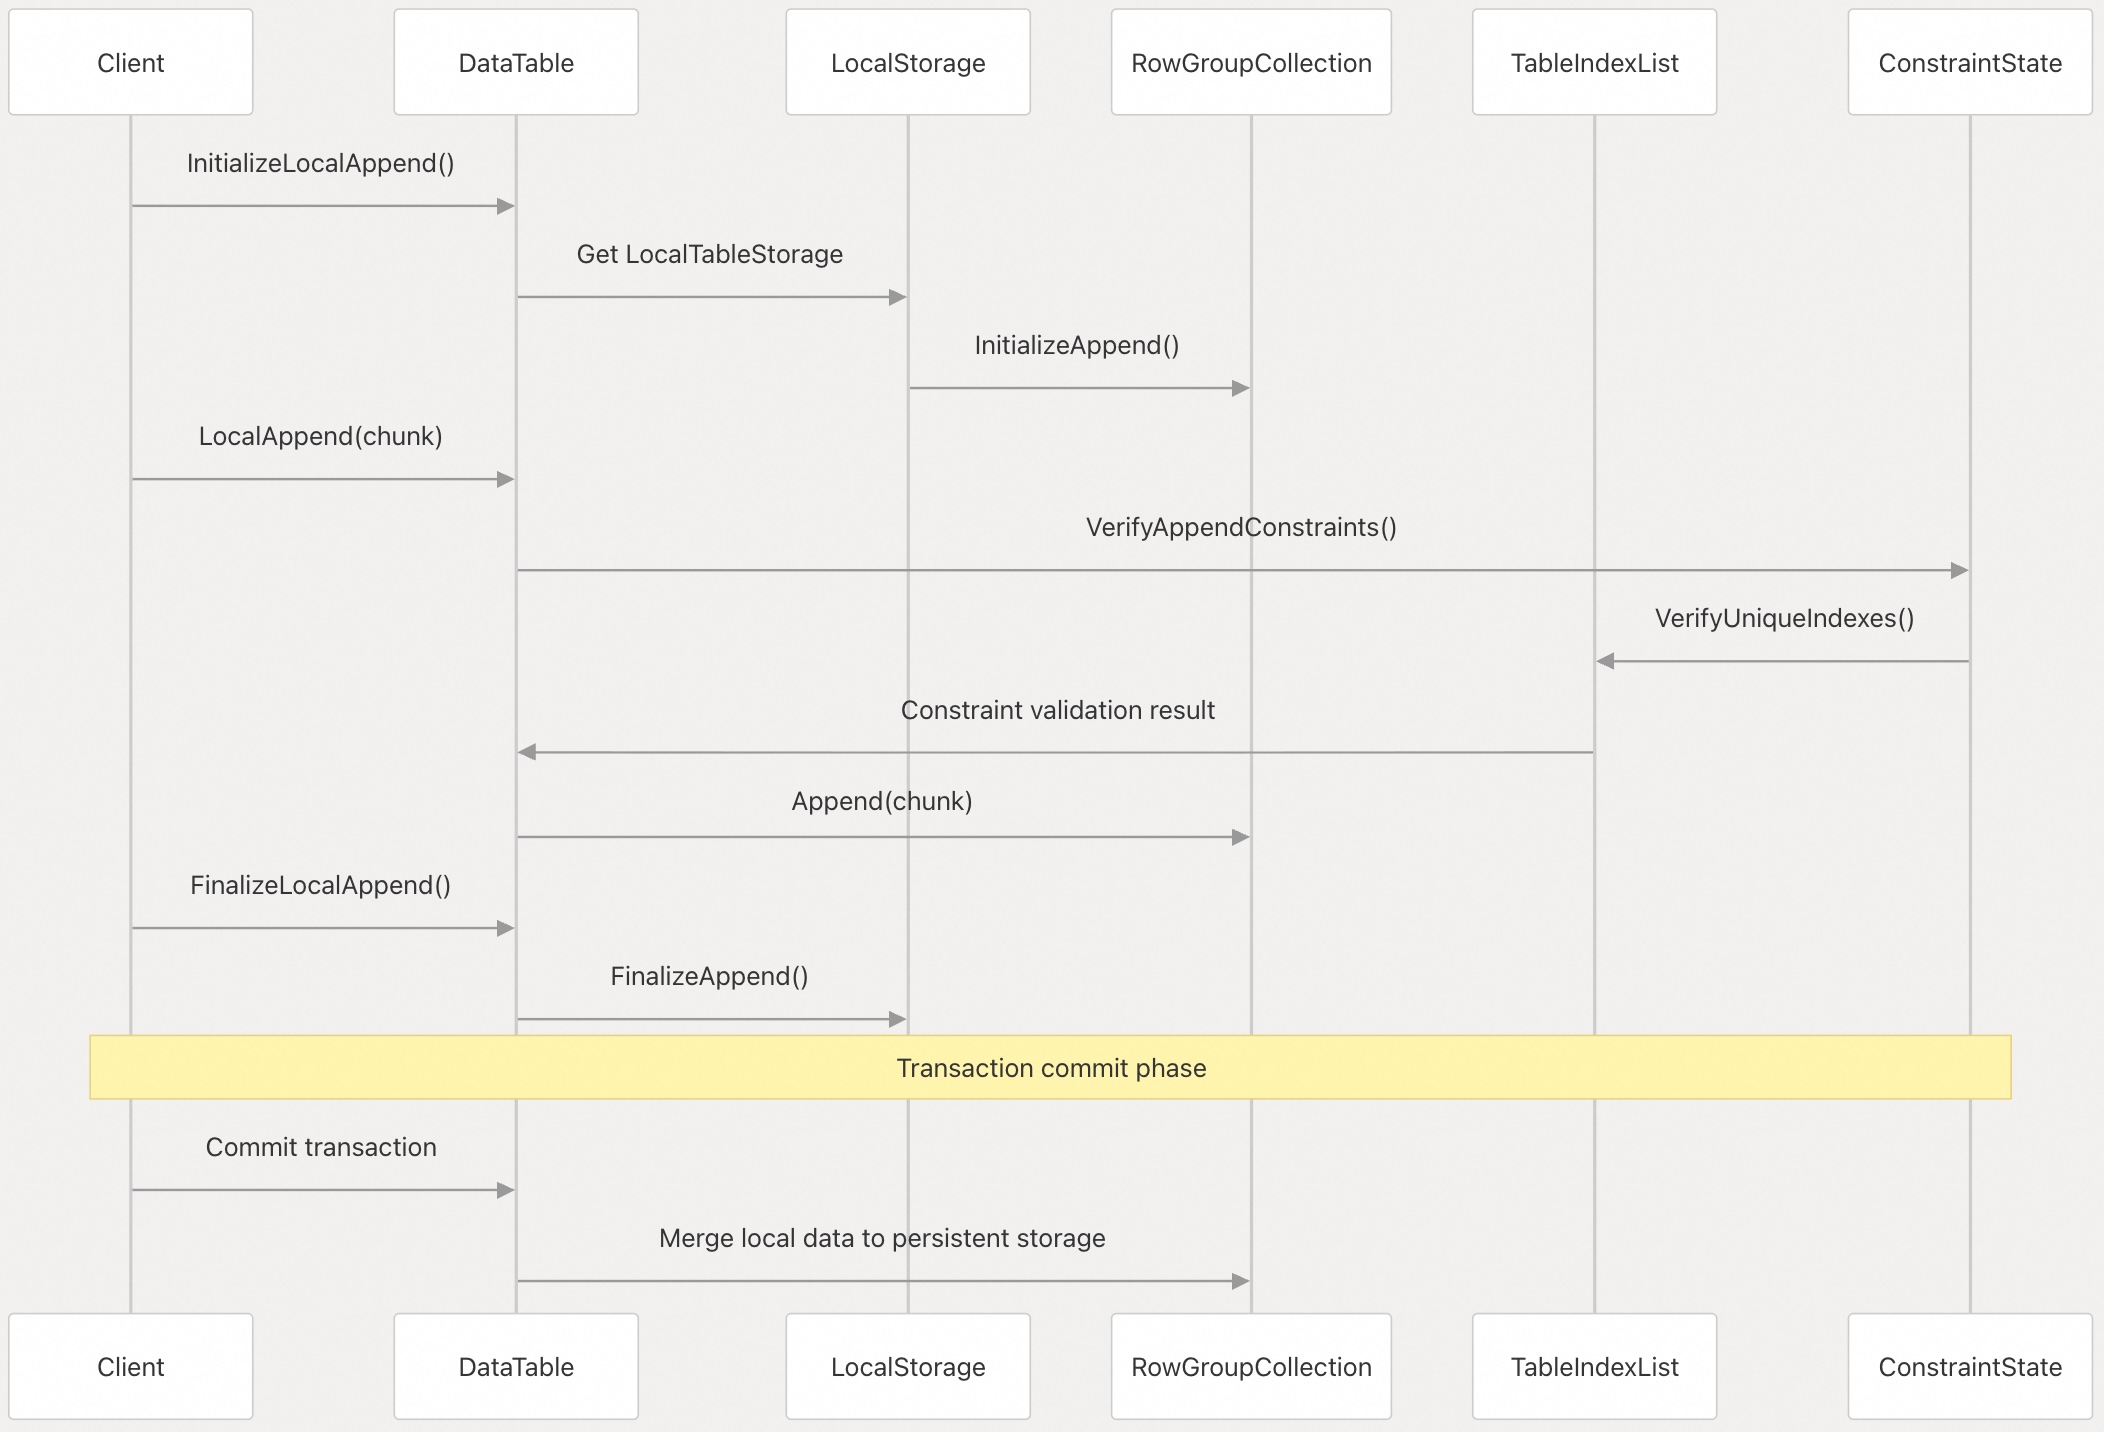 Client
DataTable
LocalStorage
RowGroupCollection
TableIndexList
ConstraintState
InitializeLocalAppend()
Get LocalTableStorage
InitializeAppend()
LocalAppend(chunk)
VerifyAppendConstraints()
VerifyUniqueIndexes()
Constraint validation result
Append(chunk)
FinalizeLocalAppend()
FinalizeAppend()
Transaction commit phase
Commit transaction
Merge local data to persistent storage
Client
DataTable
LocalStorage
RowGroupCollection
TableIndexList
ConstraintState